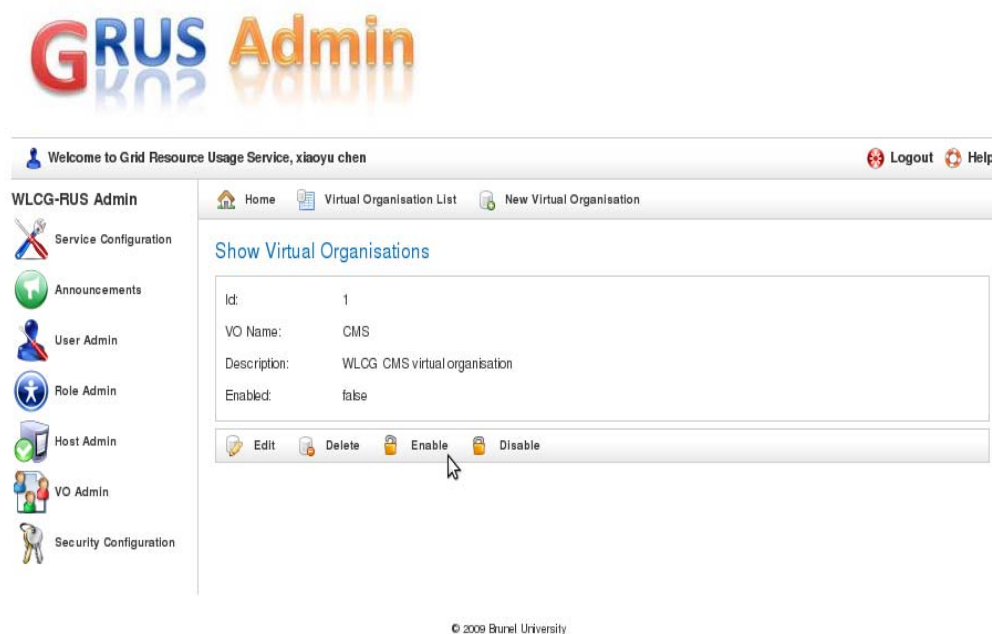 GRUS Admin
Welcome to Grid Resource Usage Service, xiaoyu chen
Logout
Help
WLCG-RUS Admin
Home
Virtual Organisation List
New Virtual Organisation
Service Configuration
Announcements
User Admin
Role Admin
Host Admin
VO Admin
Security Configuration
Show Virtual Organisations
Id: 1
VO Name: CMS
Description: WLCG CMS virtual organisation
Enabled: false
Edit
Delete
Enable
Disable
© 2009 Brunel University